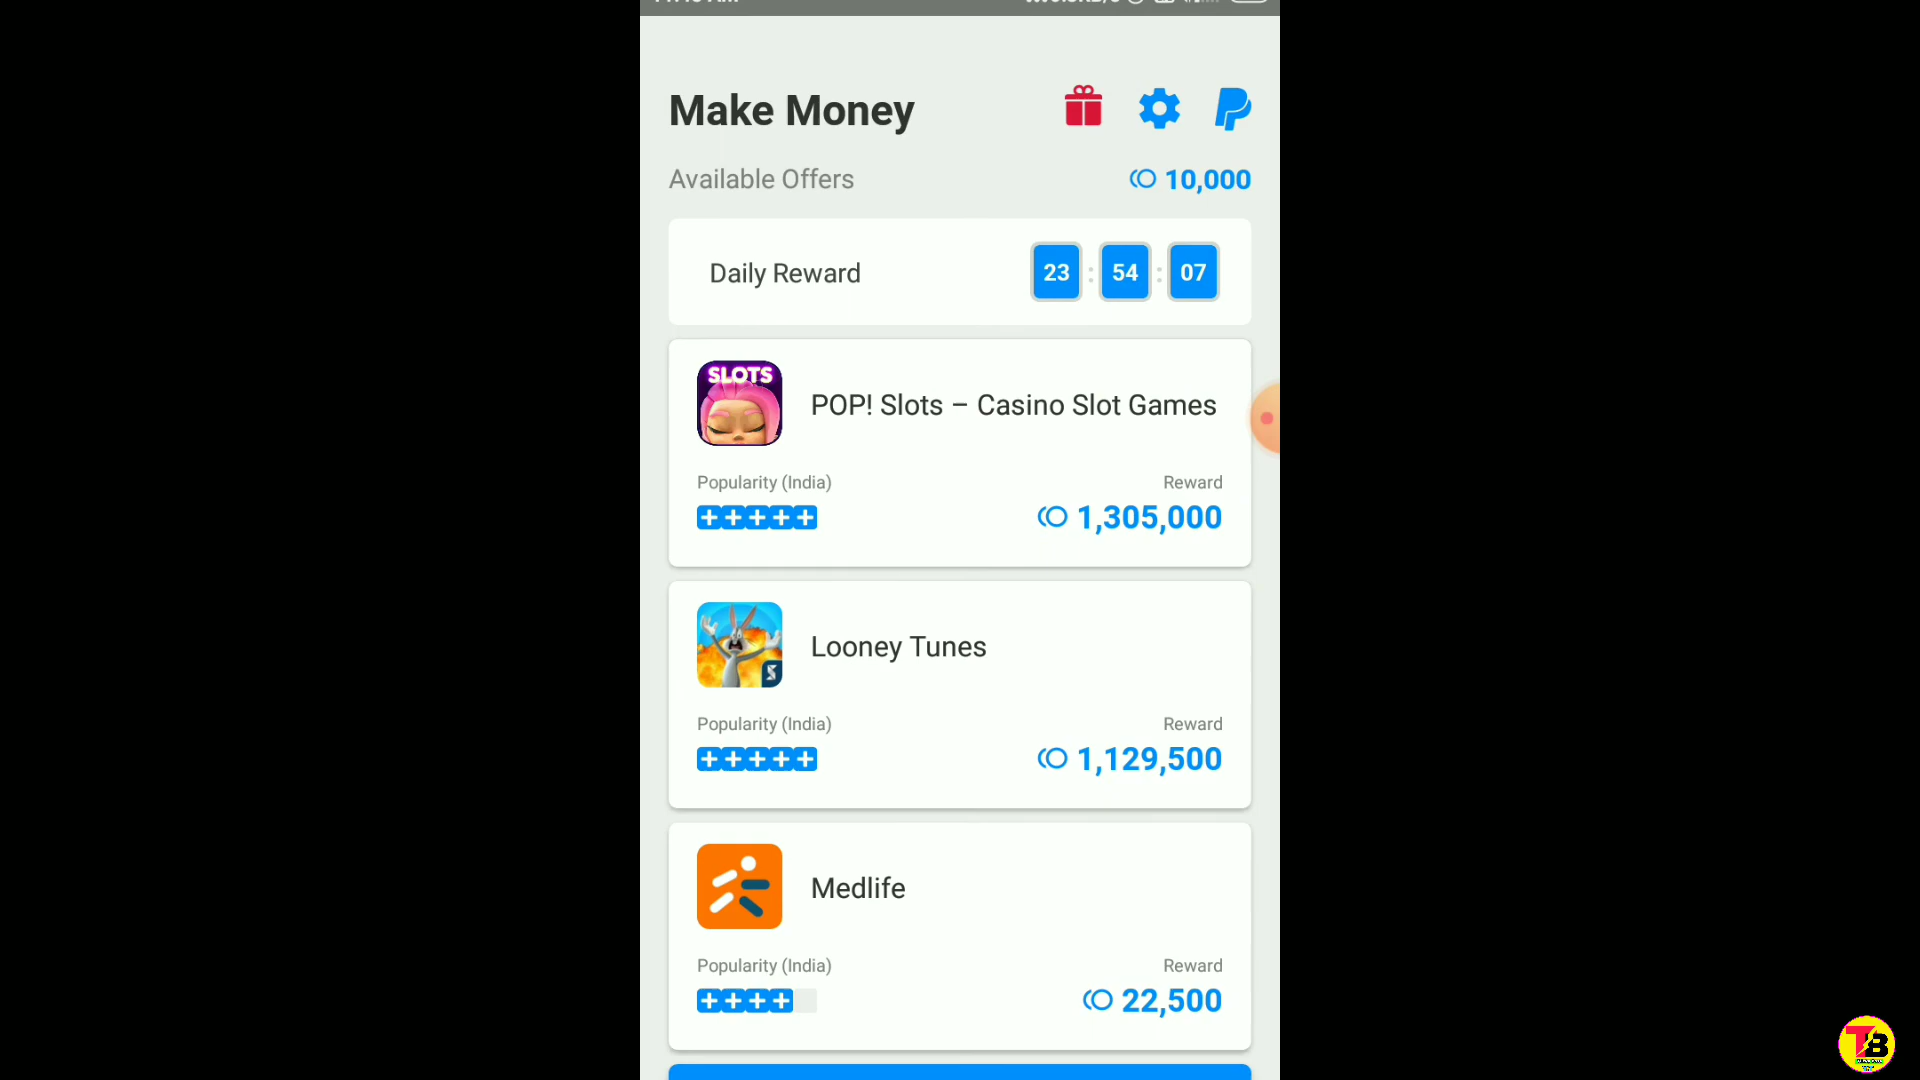 Make Money
Available Offers
10,000
Daily Reward
23 : 54 : 07
SLOTS
POP! Slots – Casino Slot Games
Popularity (India)
Reward
1,305,000
Looney Tunes
Popularity (India)
Reward
1,129,500
Medlife
Popularity (India)
Reward
22,500